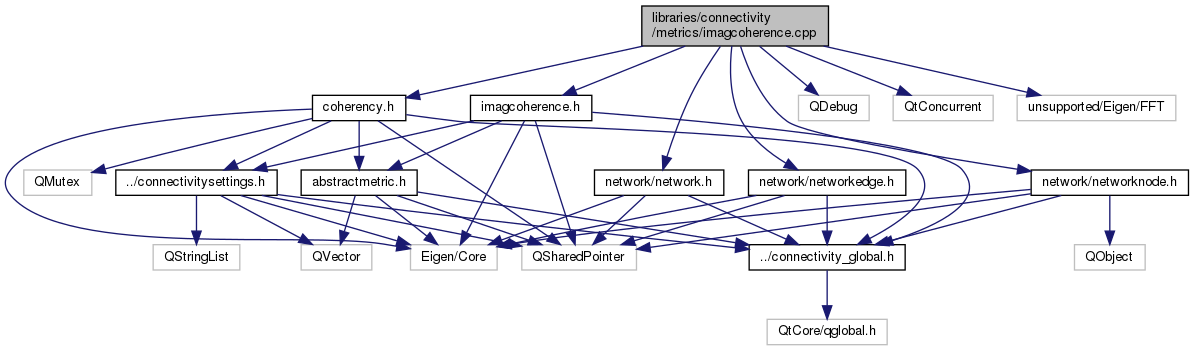 libraries/connectivity
/metrics/imagcoherence.cpp
coherency.h
imagcoherence.h
QDebug
QtConcurrent
unsupported/Eigen/FFT
QMutex
../connectivitysettings.h
abstractmetric.h
network/network.h
network/networkedge.h
network/networknode.h
QStringList
QVector
Eigen/Core
QSharedPointer
../connectivity_global.h
QObject
QtCore/qglobal.h